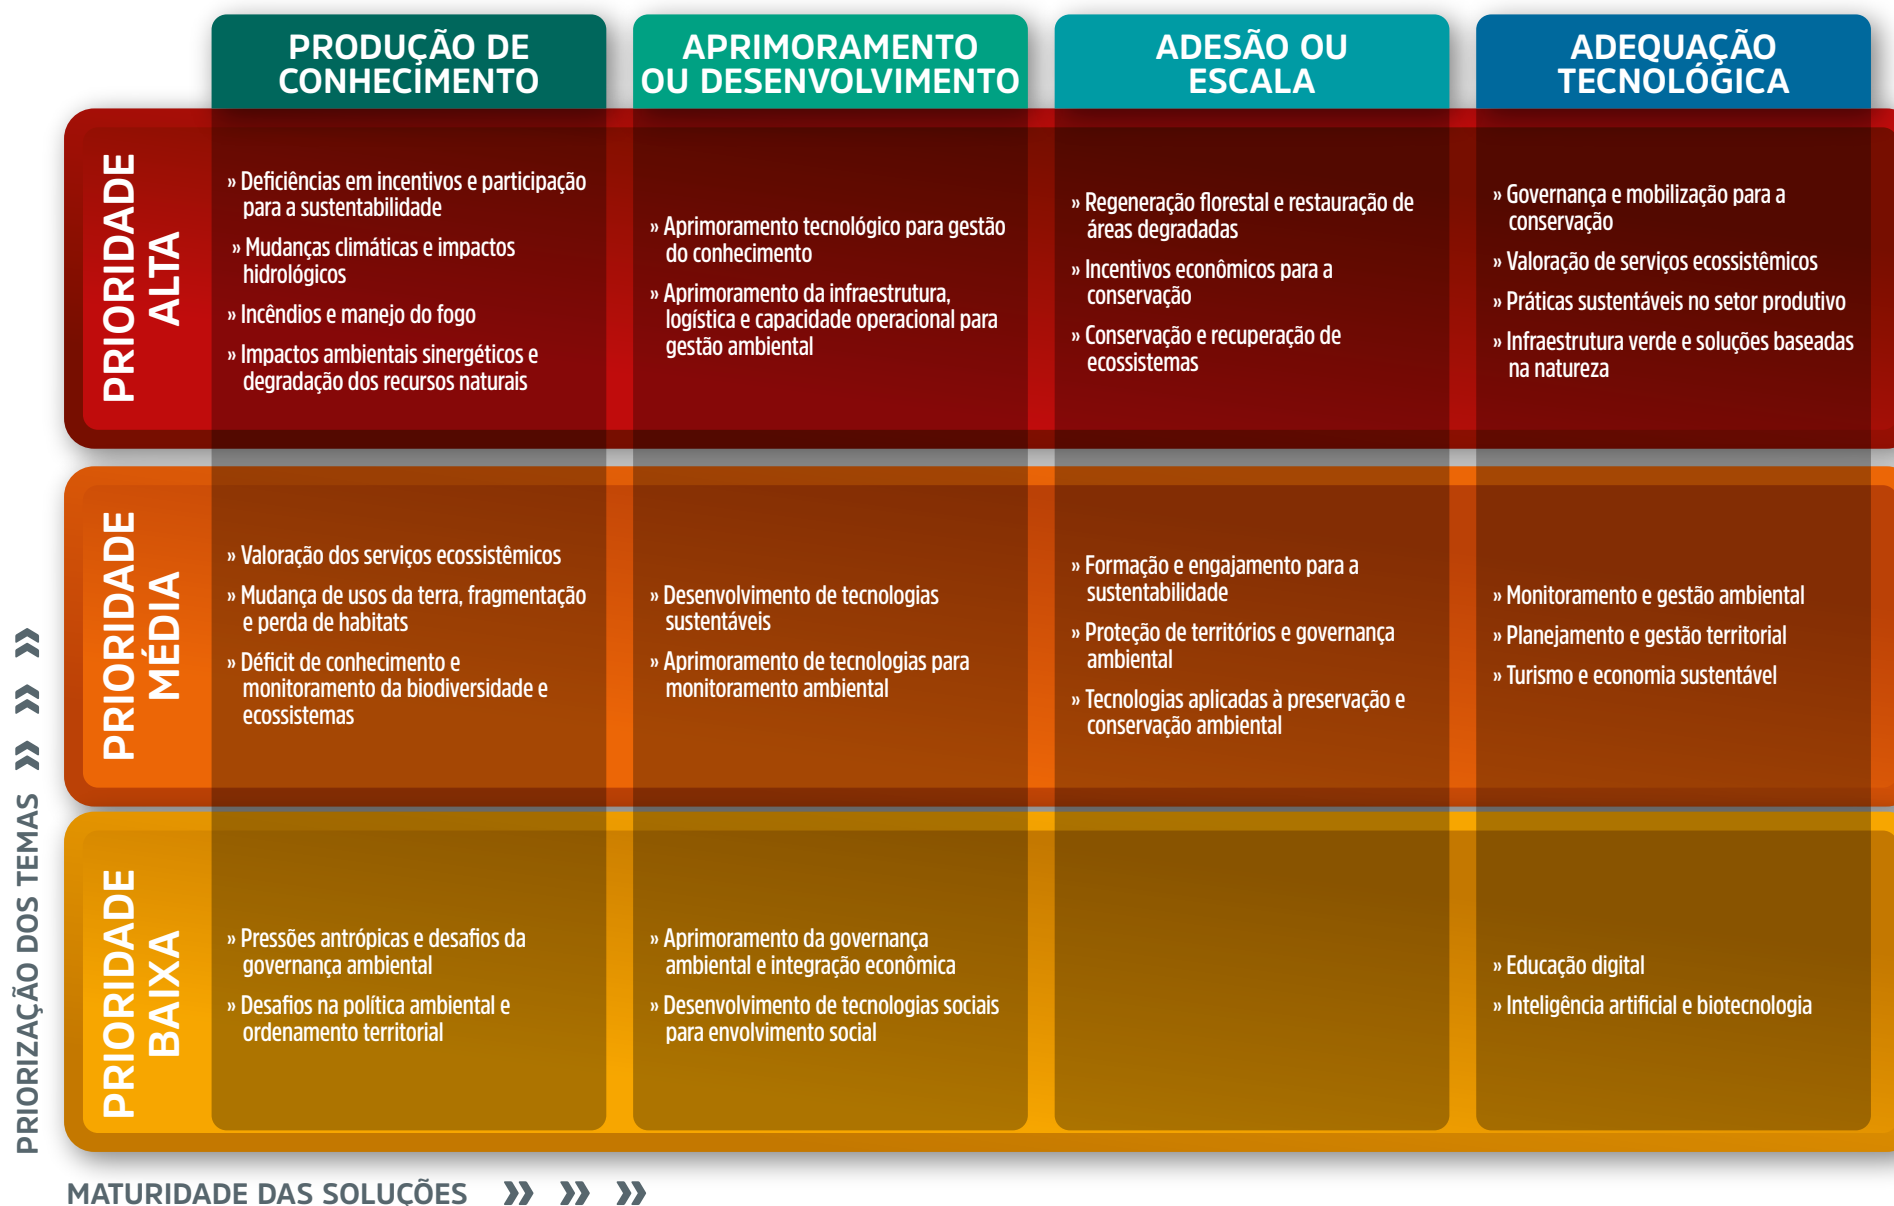 PRODUÇÃO DE
CONHECIMENTO
APRIMORAMENTO
OU DESENVOLVIMENTO
ADESÃO OU
ESCALA
ADEQUAÇÃO
TECNOLÓGICA
PRIORIDADE
ALTA
» Deficiências em incentivos e participação
para a sustentabilidade
» Mudanças climáticas e impactos
hidrológicos
» Incêndios e manejo do fogo
» Impactos ambientais sinergéticos e
degradação dos recursos naturais
» Aprimoramento tecnológico para gestão
do conhecimento
» Aprimoramento da infraestrutura,
logística e capacidade operacional para
gestão ambiental
» Regeneração florestal e restauração de
áreas degradadas
» Incentivos econômicos para a
conservação
» Conservação e recuperação de
ecossistemas
» Governança e mobilização para a
conservação
» Valoração de serviços ecossistêmicos
» Práticas sustentáveis no setor produtivo
» Infraestrutura verde e soluções baseadas
na natureza
PRIORIDADE
MÉDIA
» Valoração dos serviços ecossistêmicos
» Mudança de usos da terra, fragmentação
e perda de habitats
» Déficit de conhecimento e
monitoramento da biodiversidade e
ecossistemas
» Desenvolvimento de tecnologias
sustentáveis
» Aprimoramento de tecnologias para
monitoramento ambiental
» Formação e engajamento para a
sustentabilidade
» Proteção de territórios e governança
ambiental
» Tecnologias aplicadas à preservação e
conservação ambiental
» Monitoramento e gestão ambiental
» Planejamento e gestão territorial
» Turismo e economia sustentável
PRIORIDADE
BAIXA
» Pressões antrópicas e desafios da
governança ambiental
» Desafios na política ambiental e
ordenamento territorial
» Aprimoramento da governança
ambiental e integração econômica
» Desenvolvimento de tecnologias sociais
para envolvimento social
» Educação digital
» Inteligência artificial e biotecnologia
PRIORIZAÇÃO DOS TEMAS » » »
MATURIDADE DAS SOLUÇÕES » » »